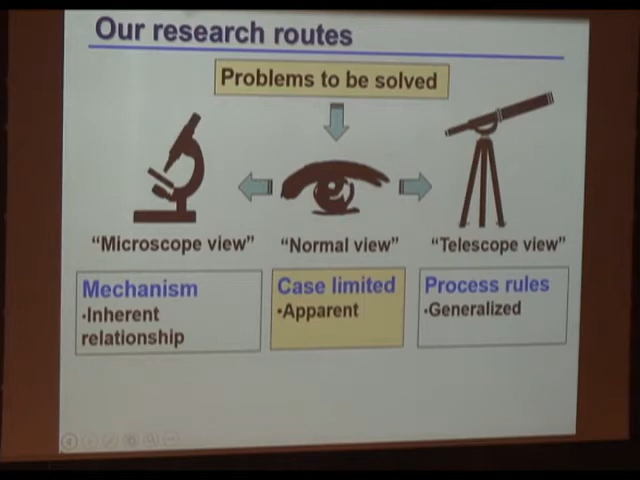 Our research routes
Problems to be solved
“Microscope view”
“Normal view”
“Telescope view”
Mechanism
•Inherent
relationship
Case limited
•Apparent
Process rules
•Generalized